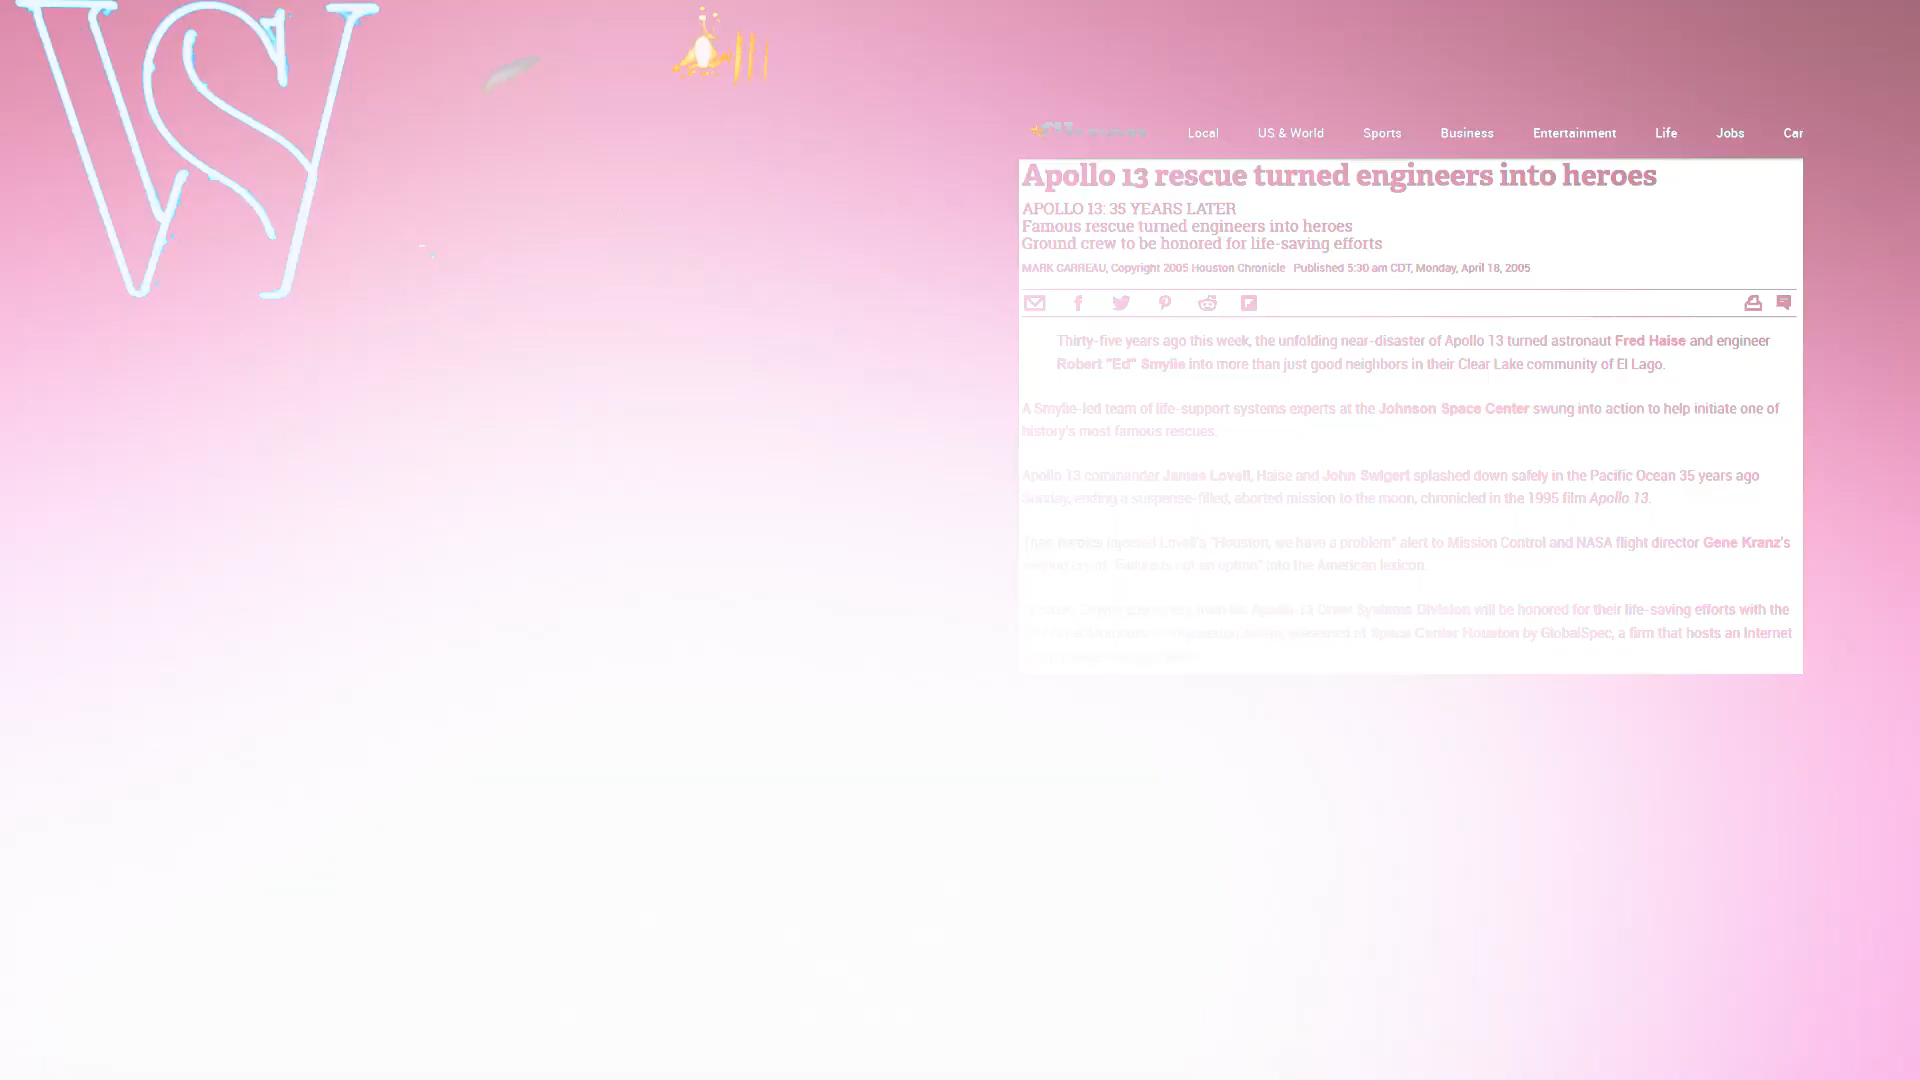 VS
Local US & World Sports Business Entertainment Life Jobs Car
Apollo 13 rescue turned engineers into heroes
APOLLO 13: 35 YEARS LATER
Famous rescue turned engineers into heroes
Ground crew to be honored for life-saving efforts
MARK CARREAU, Copyright 2005 Houston Chronicle Published 5:30 am CDT, Monday, April 18, 2005
Thirty-five years ago this week, the unfolding near-disaster of Apollo 13 turned astronaut Fred Haise and engineer
Robert "Ed" Smylie into more than just good neighbors in their Clear Lake community of El Lago.
A Smylie-led team of life-support systems experts at the Johnson Space Center swung into action to help initiate one of
history's most famous rescues.
Apollo 13 commander James Lovell, Haise and John Swigert splashed down safely in the Pacific Ocean 35 years ago
Sunday, ending a suspense-filled, aborted mission to the moon, chronicled in the 1995 film Apollo 13.
Their heroics injected Lovell's "Houston, we have a problem" alert to Mission Control and NASA flight director Gene Kranz's
"Failure is not an option" into the American lexicon.
Apollo 13 Crew Systems Division will be honored for their life-saving efforts with the
presented at Space Center Houston by GlobalSpec, a firm that hosts an Internet